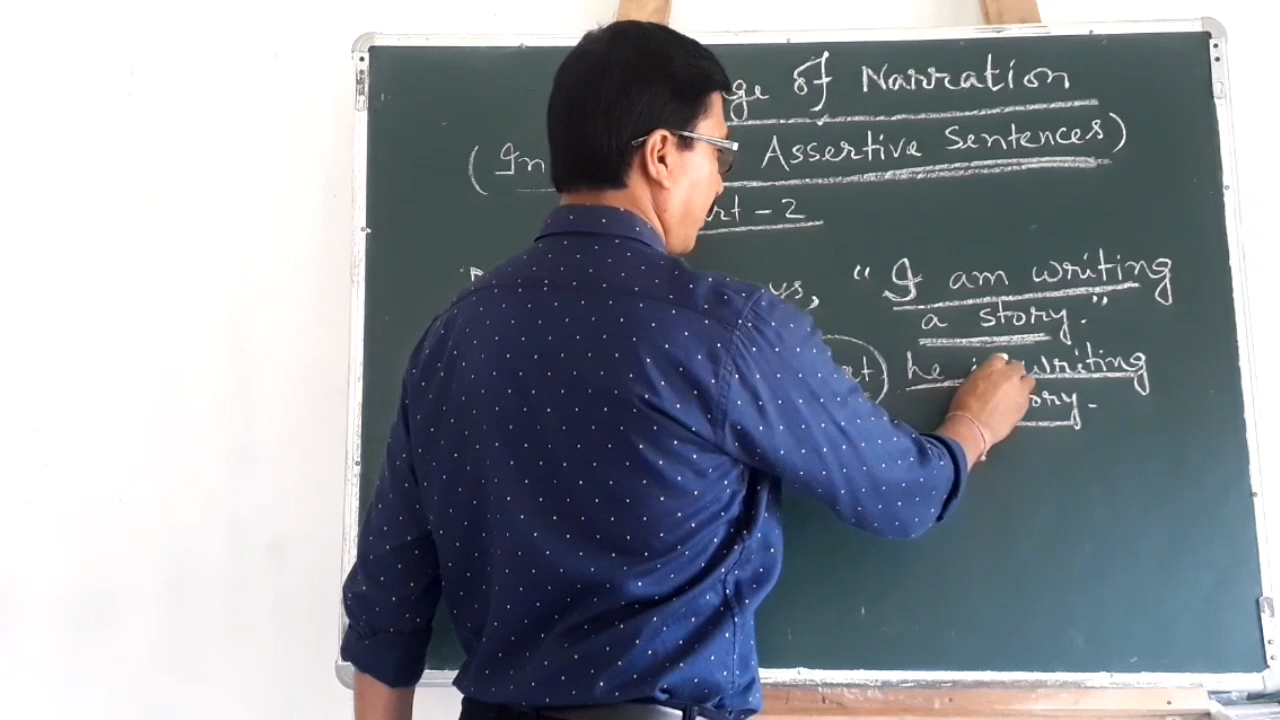 ge of Narration
(In Assertive Sentences)
rt - 2
ys, "I am writing
a story."
at) he is writing
ory.